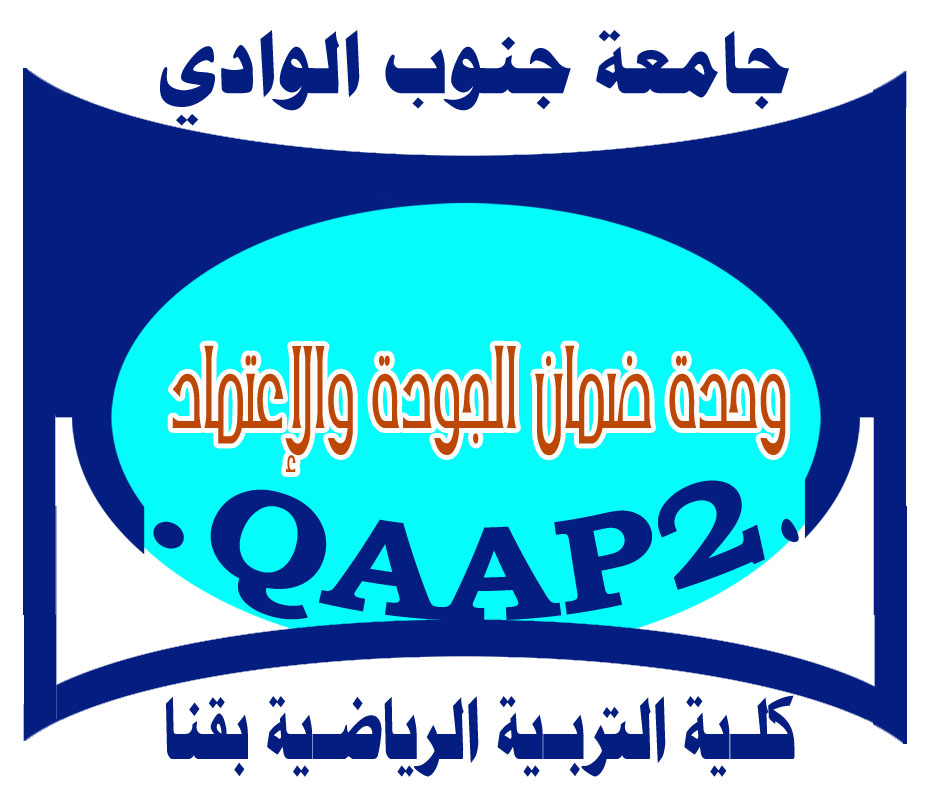 جامعة جنوب الوادي
وحدة ضمان الجودة والإعتماد
.QAAP2.
كلية التربية الرياضية بقنا